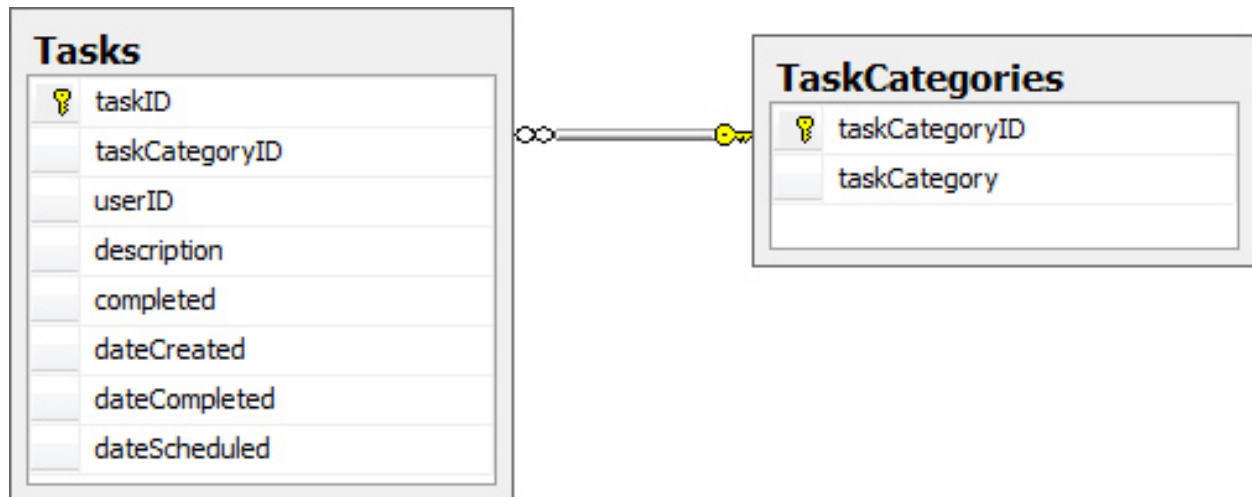 Tasks
taskID
taskCategoryID
userID
description
completed
dateCreated
dateCompleted
dateScheduled
TaskCategories
taskCategoryID
taskCategory